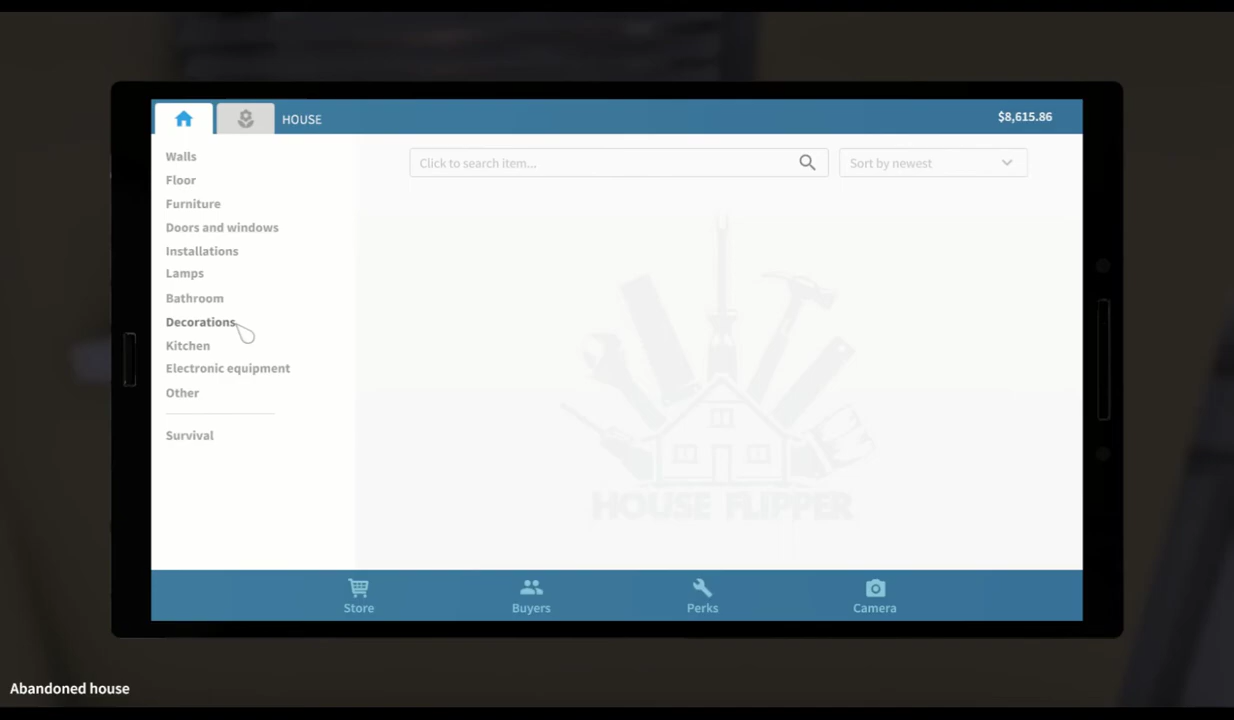 HOUSE
$8,615.86
Walls
Floor
Furniture
Doors and windows
Installations
Lamps
Bathroom
Decorations
Kitchen
Electronic equipment
Other
Survival
Click to search item...
Sort by newest
HOUSE FLIPPER
Store
Buyers
Perks
Camera
Abandoned house